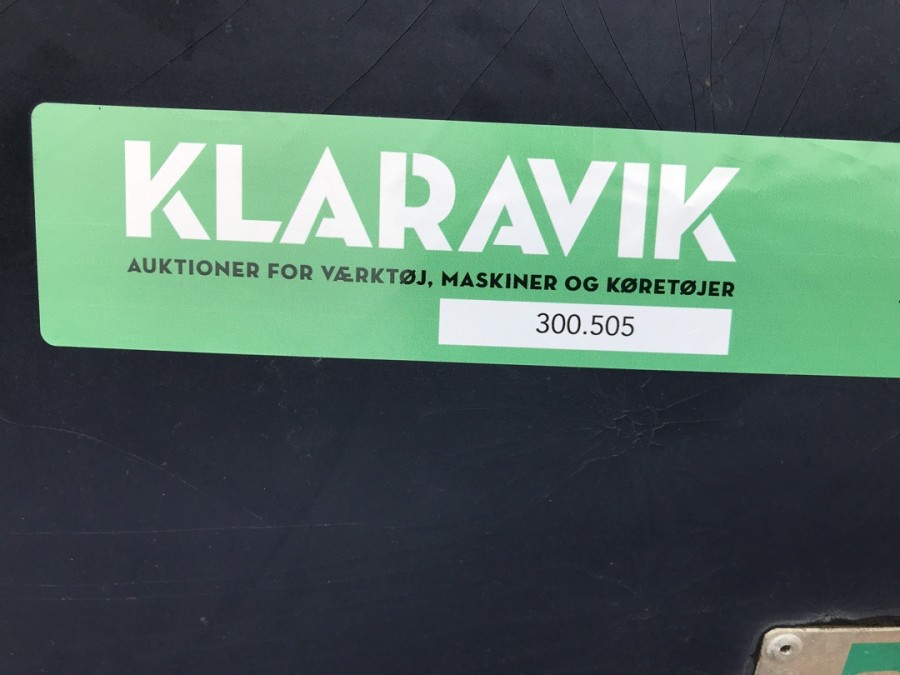 KLARAVIK
AUKTIONER FOR VÆRKTØJ, MASKINER OG KØRETØJER
300.505